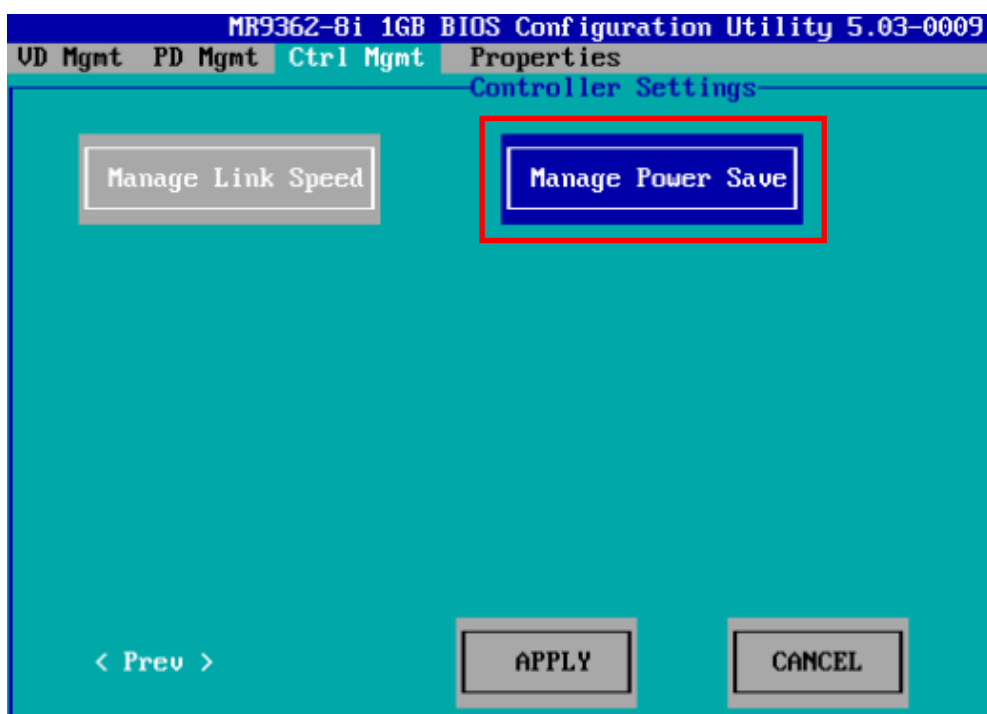 MR9362-8i 1GB BIOS Configuration Utility 5.03-0009
VD Mgmt PD Mgmt Ctrl Mgmt Properties
Controller Settings
Manage Link Speed Manage Power Save
< Prev > APPLY CANCEL